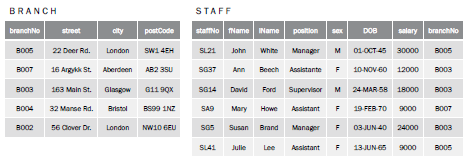 BRANCH
branchNo street city postCode
B005 22 Deer Rd. London SW1 4EH
B007 16 Argykk St. Aberdeen AB2 3SU
B003 163 Main St. Glasgow G11 9QX
B004 32 Manse Rd. Bristol BS99 1NZ
B002 56 Clover Dr. London NW10 6EU
STAFF
staffNo fName lName position sex DOB salary branchNo
SL21 John White Manager M 01-OCT-45 30000 B005
SG37 Ann Beech Assistante F 10-NOV-60 12000 B003
SG14 David Ford Supervisor M 24-MAR-58 18000 B003
SA9 Mary Howe Assistant F 19-FEB-70 9000 B007
SG5 Susan Brand Manager F 03-JUN-40 24000 B003
SL41 Julie Lee Assistant F 13-JUN-65 9000 B005